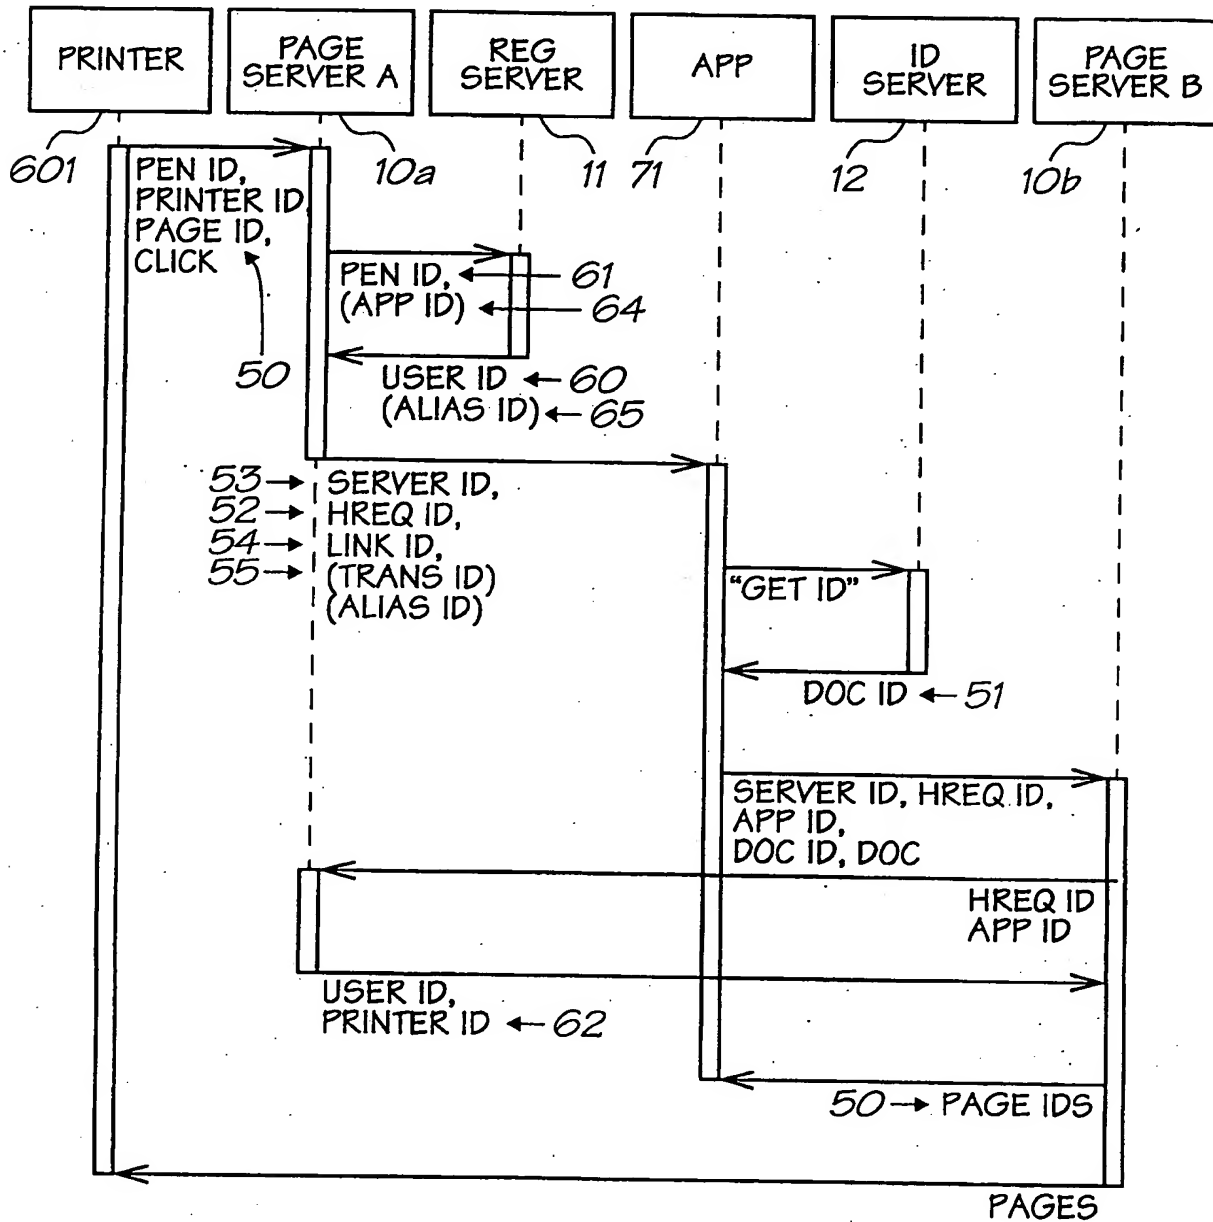 PRINTER
PAGE
SERVER A
REG
SERVER
APP
ID
SERVER
PAGE
SERVER B
601
10a
11
71
12
10b
PEN ID,
PRINTER ID
PAGE ID,
CLICK
50
PEN ID, 61
(APP ID) 64
USER ID 60
(ALIAS ID) 65
53 SERVER ID,
52 HREQ ID,
54 LINK ID,
55 (TRANS ID)
(ALIAS ID)
"GET ID"
DOC ID 51
SERVER ID, HREQ ID,
APP ID,
DOC ID, DOC
HREQ ID
APP ID
USER ID,
PRINTER ID 62
50 PAGE IDS
PAGES